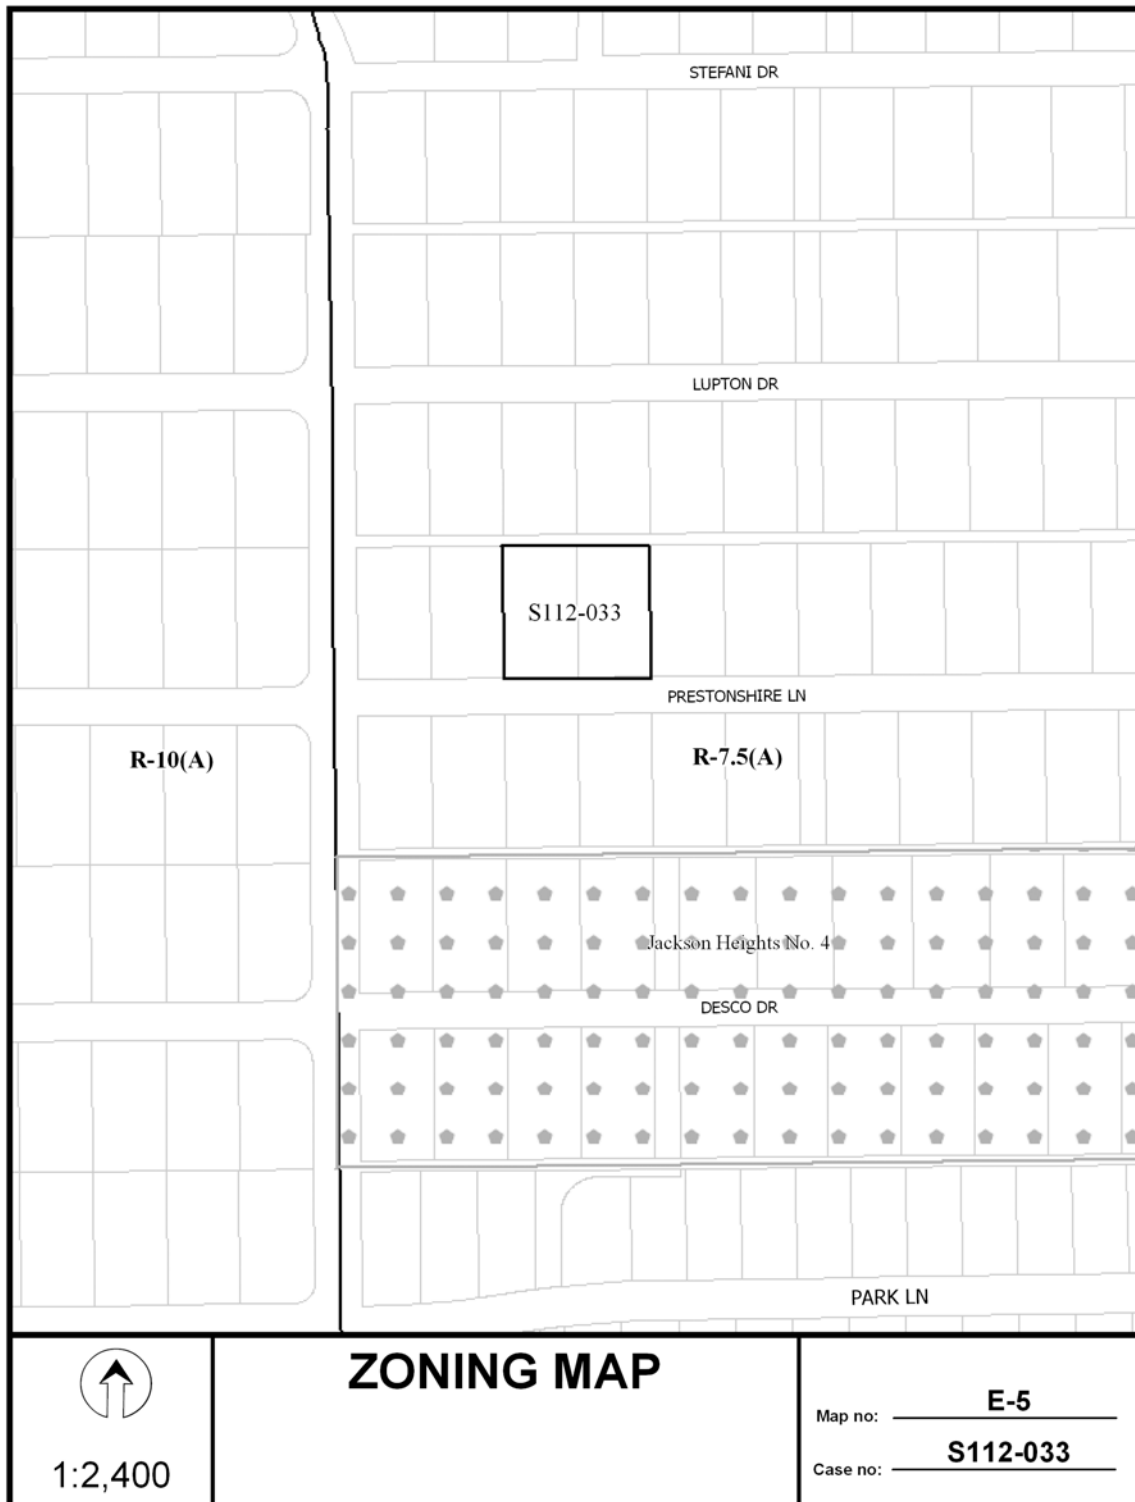 STEFANI DR
LUPTON DR
S112-033
PRESTONSHIRE LN
R-10(A)
R-7.5(A)
Jackson Heights No. 4
DESCO DR
PARK LN
1:2,400
ZONING MAP
Map no: E-5
Case no: S112-033